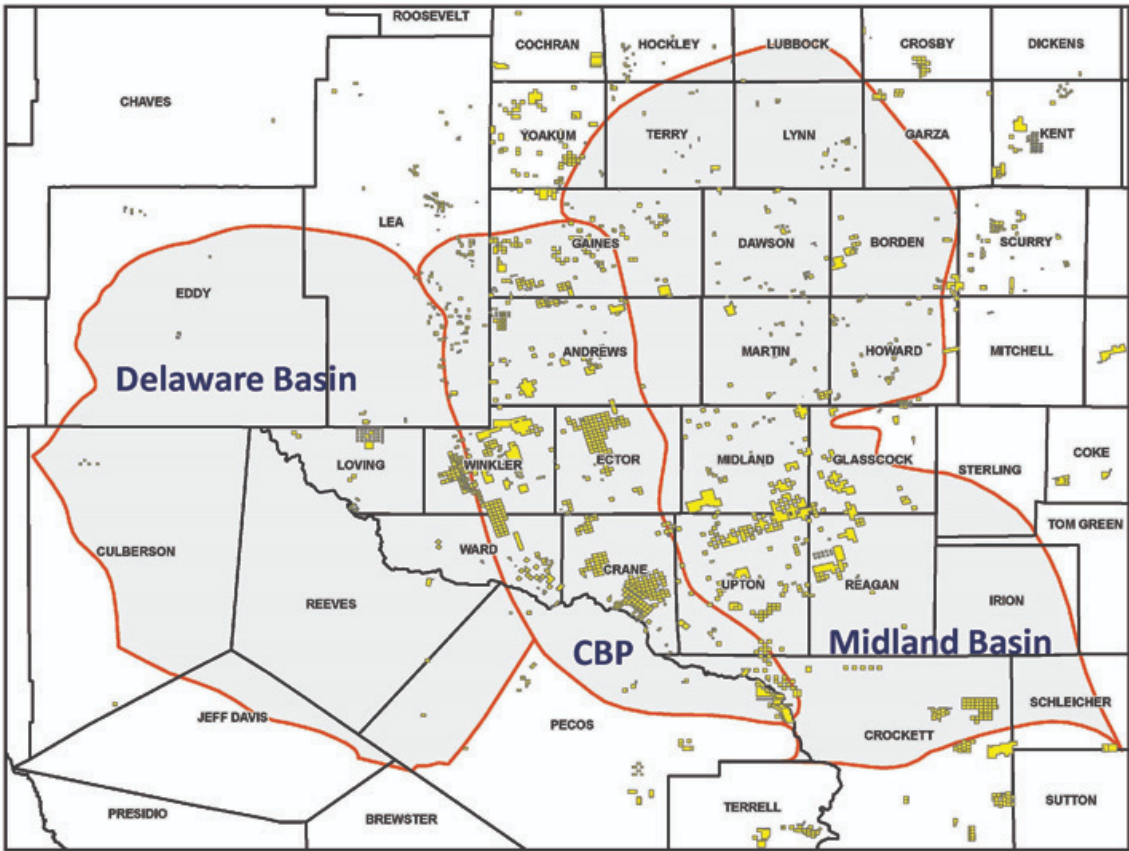 ROOSEVELT
COCHRAN
HOCKLEY
LUBBOCK
CROSBY
DICKENS
CHAVES
YOAKUM
TERRY
LYNN
GARZA
KENT
LEA
GAINES
DAWSON
BORDEN
SCURRY
EDDY
ANDREWS
MARTIN
HOWARD
MITCHELL
Delaware Basin
LOVING
WINKLER
ECTOR
MIDLAND
GLASSCOCK
STERLING
COKE
TOM GREEN
CULBERSON
WARD
CRANE
UPTON
REAGAN
IRION
REEVES
CBP
Midland Basin
JEFF DAVIS
PECOS
CROCKETT
SCHLEICHER
PRESIDIO
BREWSTER
TERRELL
SUTTON